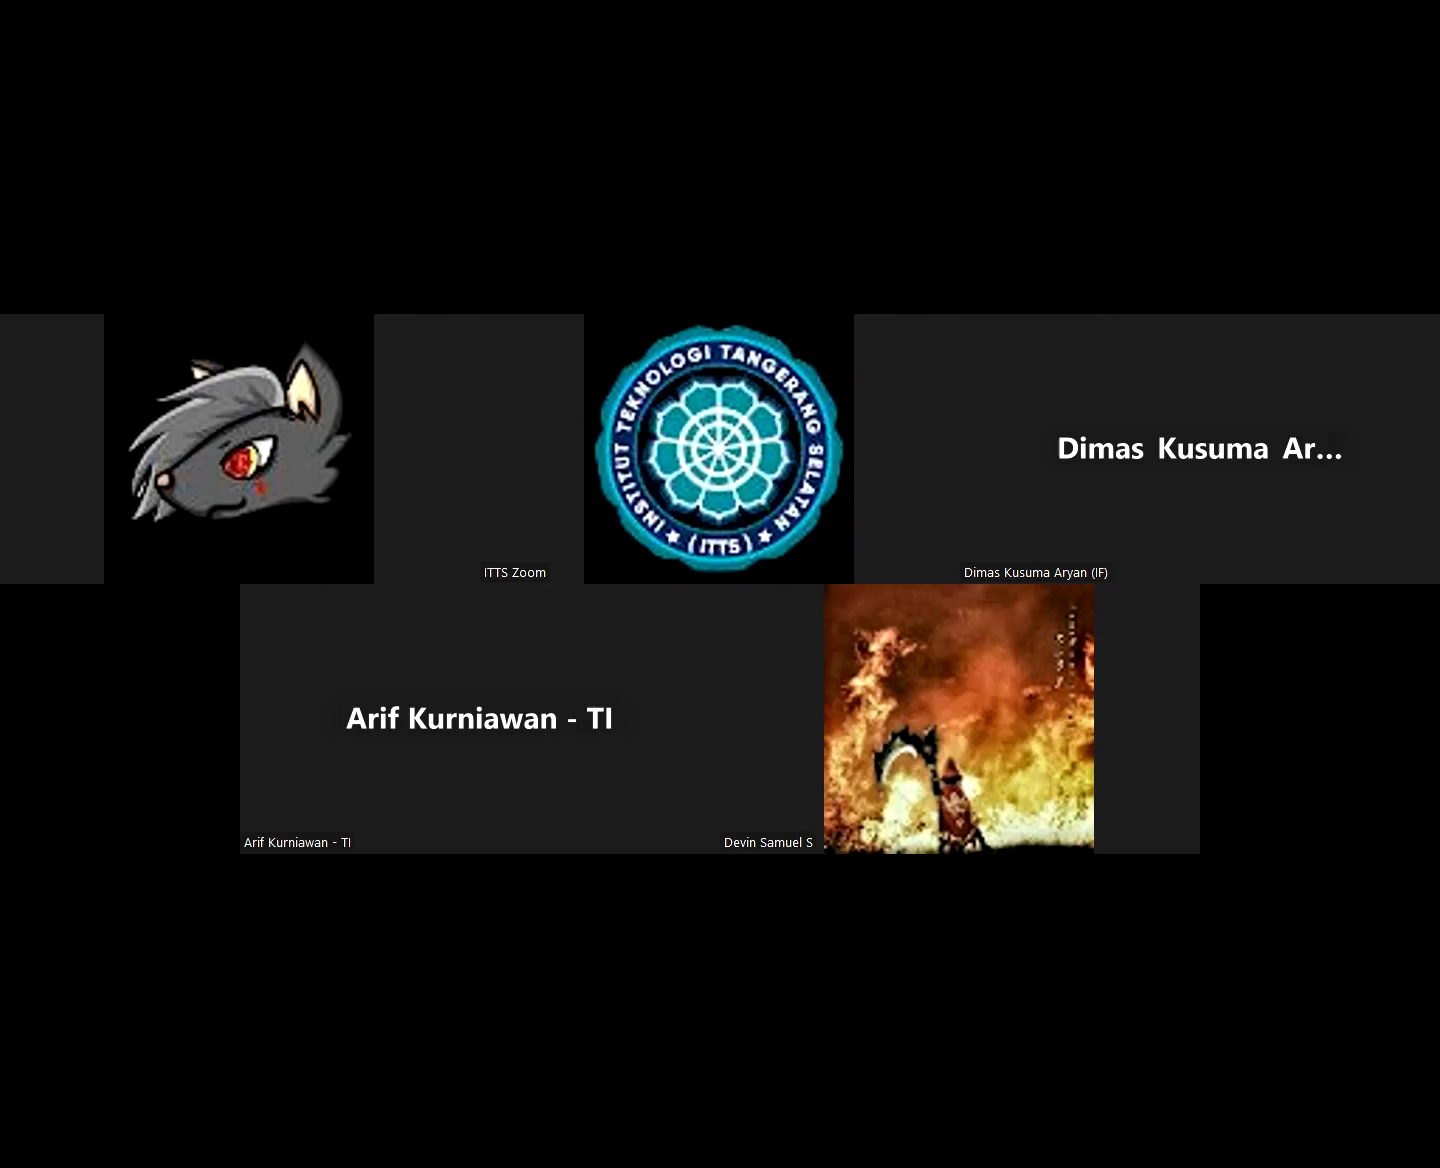 INSTITUT TEKNOLOGI TANGERANG SELATAN
(ITTS)
Dimas Kusuma Ar...
ITTS Zoom
Dimas Kusuma Aryan (IF)
Arif Kurniawan - TI
Arif Kurniawan - TI
Devin Samuel S